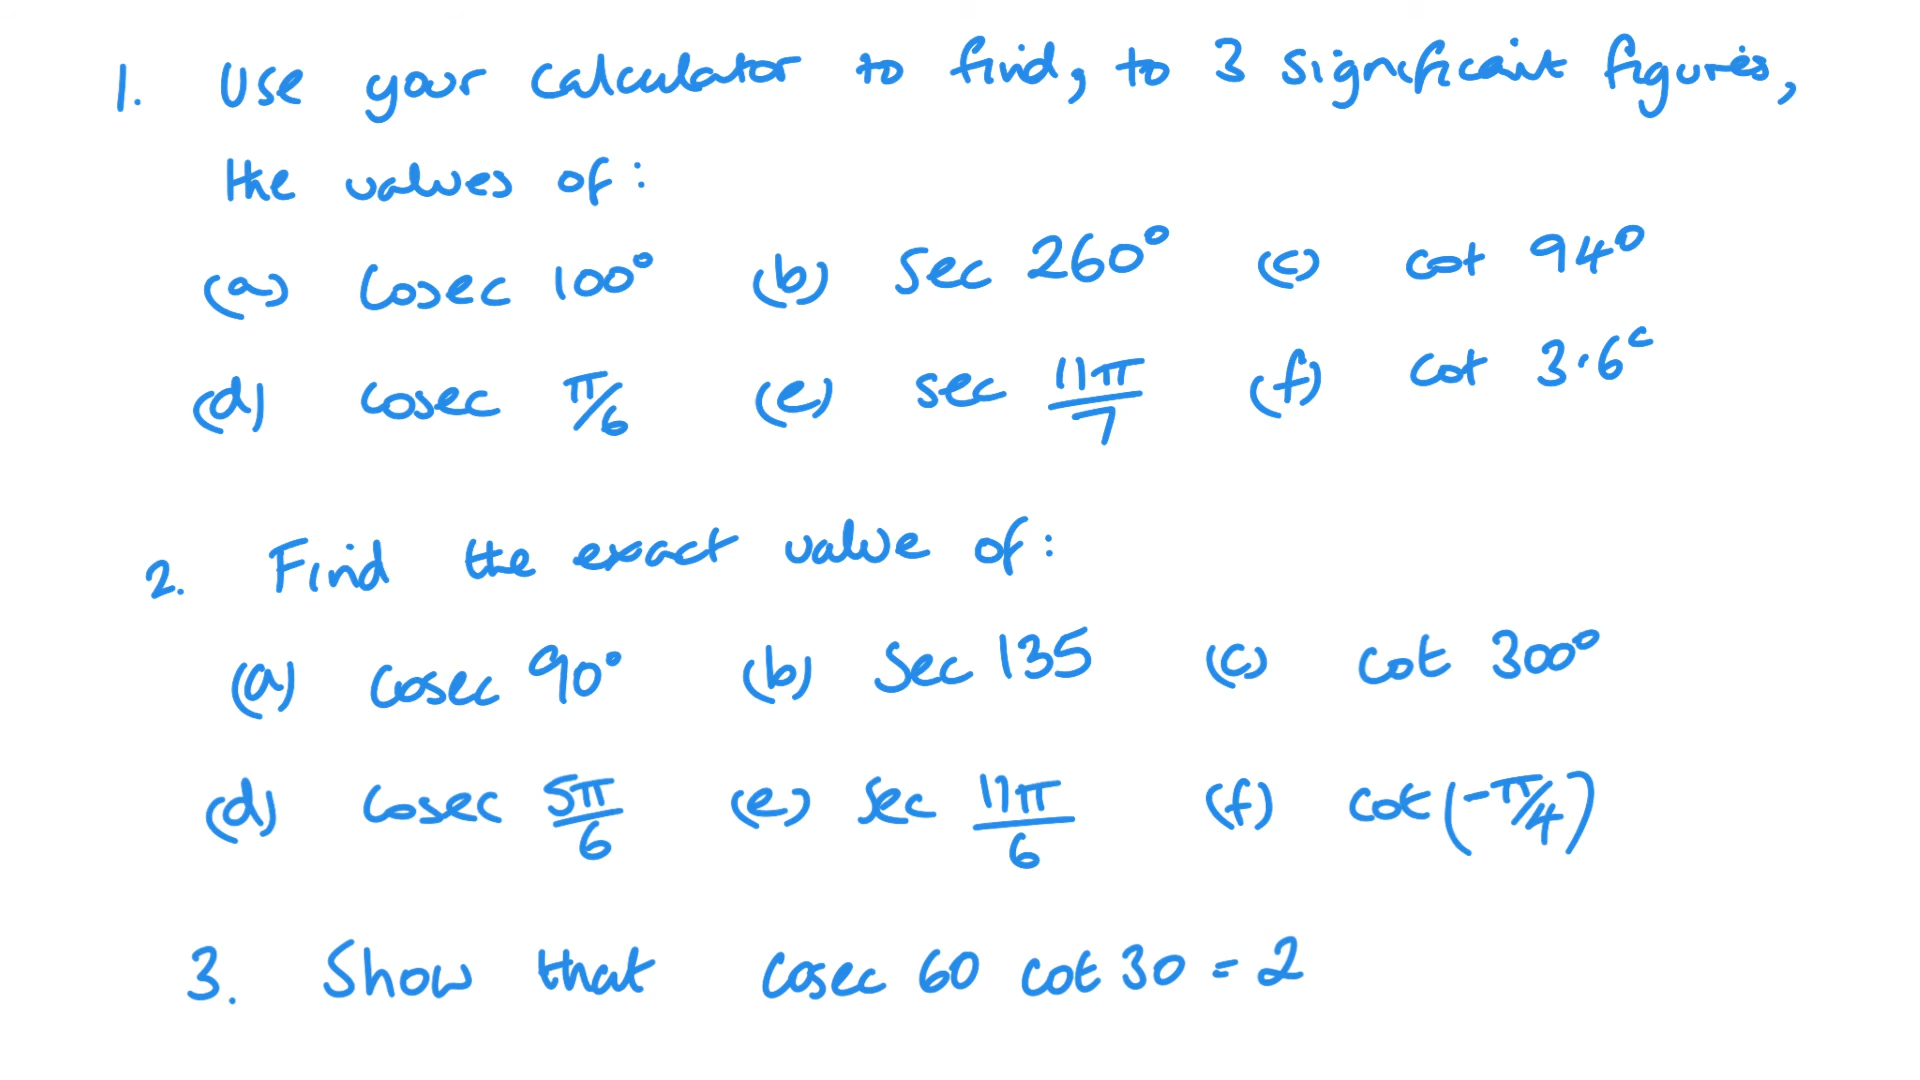 1. Use your calculator to find, to 3 significant figures,
the values of:
(a) Cosec 100° (b) Sec 260° (c) cot 94°
(d) cosec π/6 (e) sec 11π/7 (f) cot 3.6ᶜ
2. Find the exact value of:
(a) cosec 90° (b) Sec 135 (c) cot 300°
(d) cosec 5π/6 (e) sec 11π/6 (f) cot(-π/4)
3. Show that cosec 60 cot 30 = 2